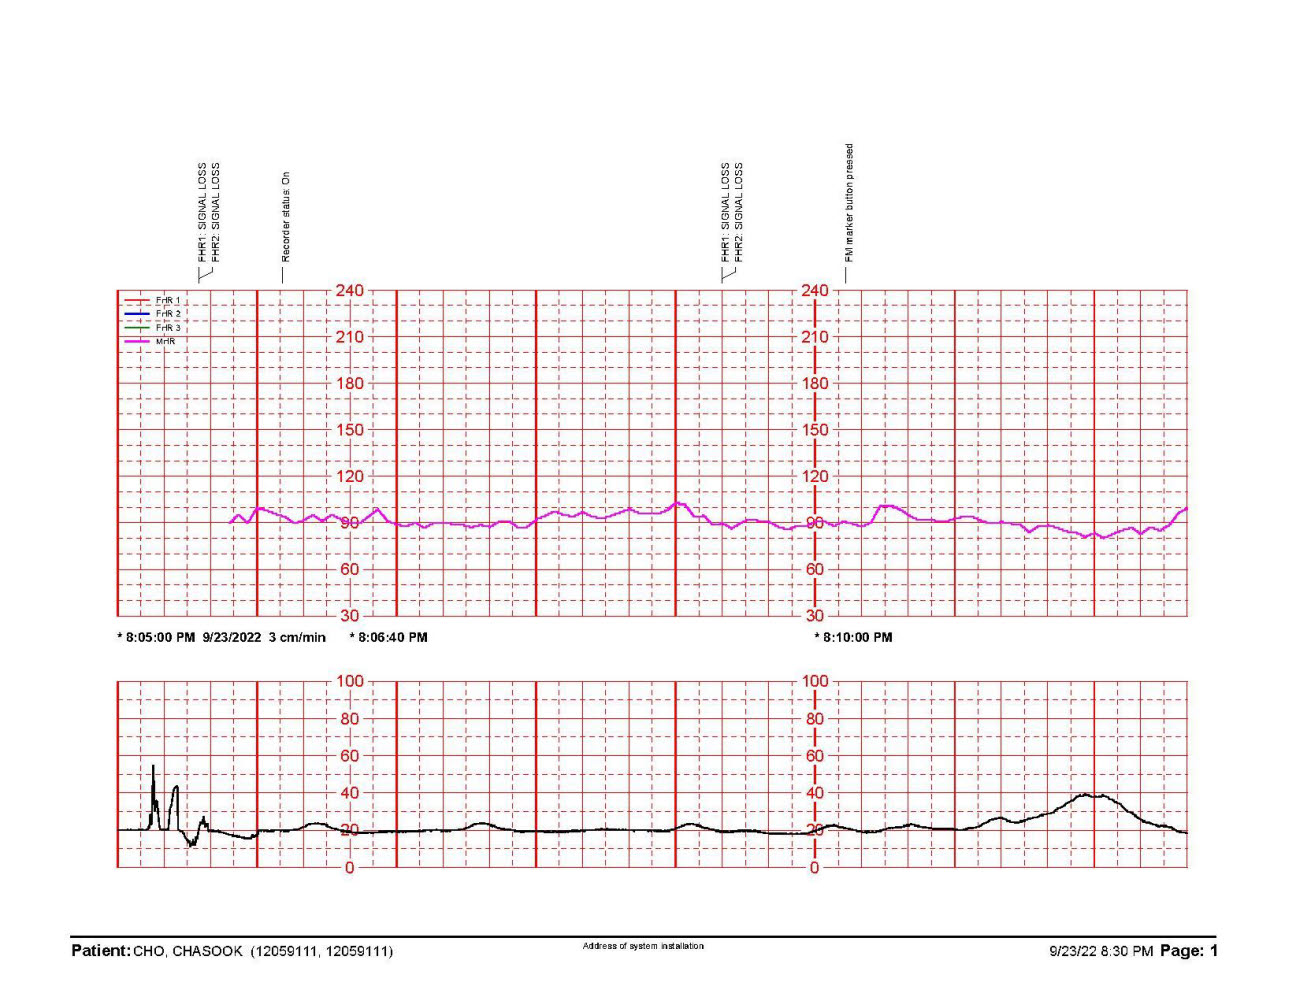 FHR1: SIGNAL LOSS
FHR2: SIGNAL LOSS
Recorder status: On
FHR1: SIGNAL LOSS
FHR2: SIGNAL LOSS
FM marker button pressed
FHR 1
FHR 2
FHR 3
MHR
240 240
210 210
180 180
150 150
120 120
90 90
60 60
30 30
* 8:05:00 PM 9/23/2022 3 cm/min * 8:06:40 PM * 8:10:00 PM
100 100
80 80
60 60
40 40
20 20
0 0
Patient: CHO, CHASOOK (12059111, 12059111) Address of system installation 9/23/22 8:30 PM Page: 1